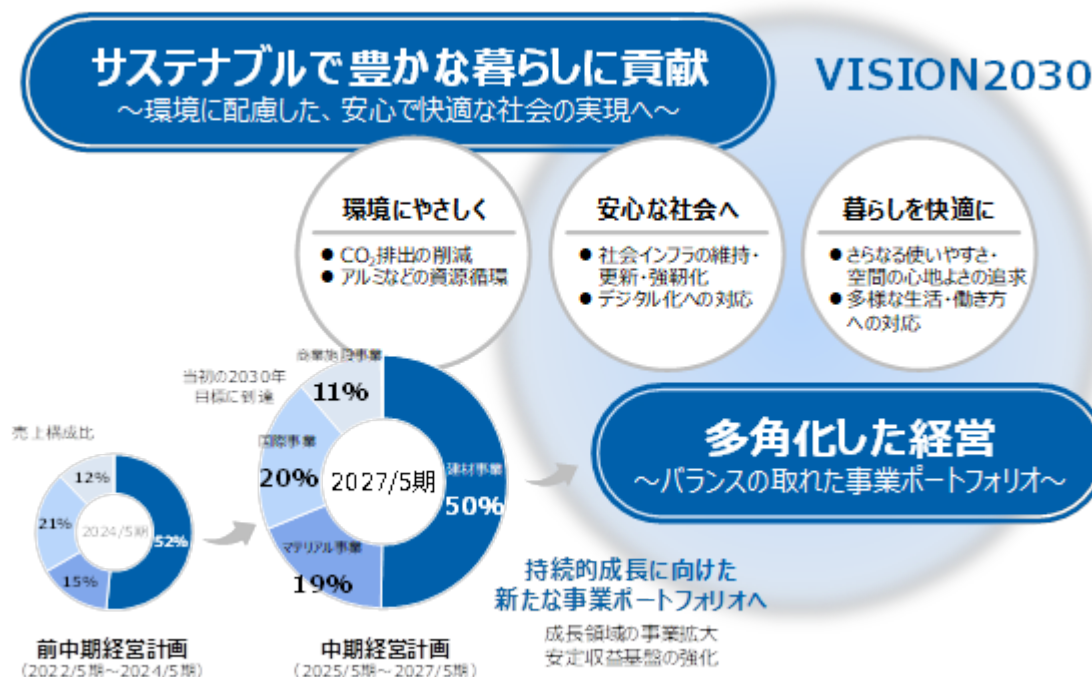 サステナブルで豊かな暮らしに貢献
～環境に配慮した、安心で快適な社会の実現へ～
VISION2030
環境にやさしく
● CO₂排出の削減
● アルミなどの資源循環
安心な社会へ
● 社会インフラの維持・
更新・強靭化
● デジタル化への対応
暮らしを快適に
● さらなる使いやすさ・
空間の心地よさの追求
● 多様な生活・働き方
への対応
当初の2030年
目標に到達
売上構成比
12%
21%
2024/5期
52%
15%
前中期経営計画
(2022/5期～2024/5期)
商業施設事業
11%
国際事業
20%
2027/5期
建材事業
50%
マテリアル事業
19%
中期経営計画
(2025/5期～2027/5期)
多角化した経営
～バランスの取れた事業ポートフォリオ～
持続的成長に向けた
新たな事業ポートフォリオへ
成長領域の事業拡大
安定収益基盤の強化